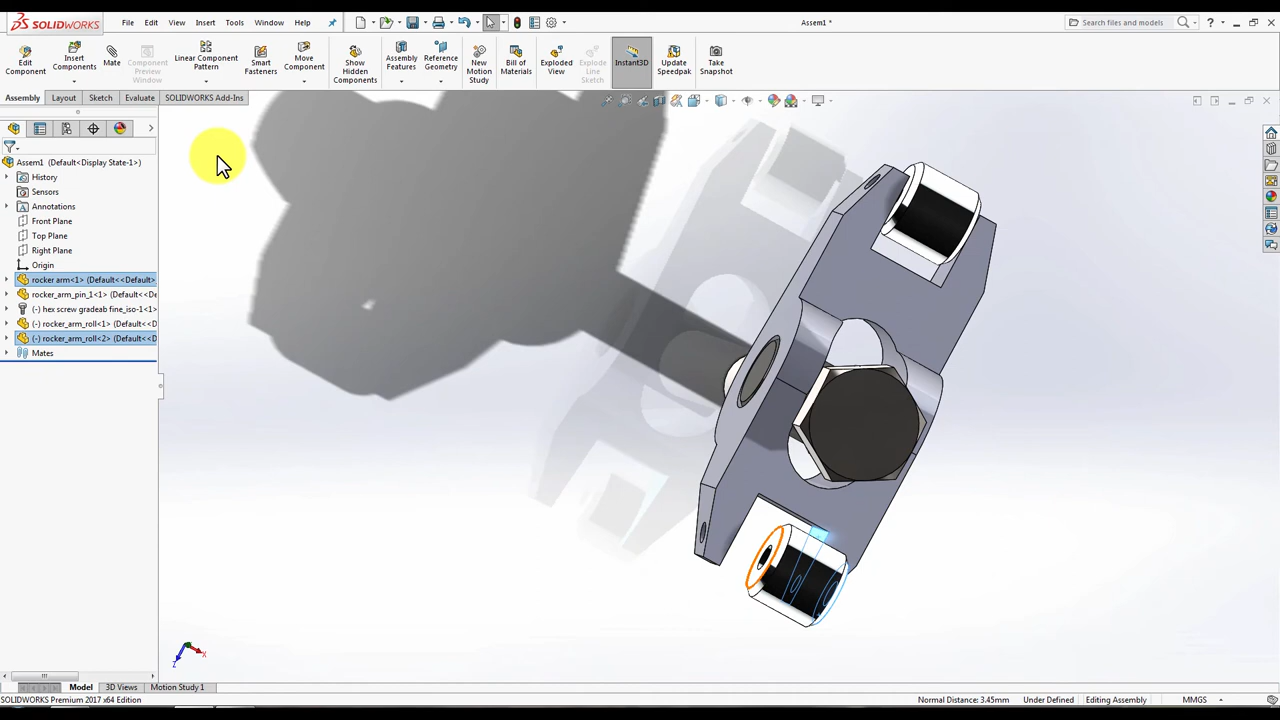 SOLIDWORKS File Edit View Insert Tools Window Help Assem1 * Search files and models
Edit Component
Insert Components
Mate
Component Preview Window
Linear Component Pattern
Smart Fasteners
Move Component
Show Hidden Components
Assembly Features
Reference Geometry
New Motion Study
Bill of Materials
Exploded View
Explode Line Sketch
Instant3D
Update Speedpak
Take Snapshot
Assembly Layout Sketch Evaluate SOLIDWORKS Add-Ins
Assem1 (Default<Display State-1>)
History
Sensors
Annotations
Front Plane
Top Plane
Right Plane
Origin
rocker arm<1> (Default<<Default>
rocker_arm_pin_1<1> (Default<<De
(-) hex screw gradeab fine_iso-1<1>
(-) rocker_arm_roll<1> (Default<<D
(-) rocker_arm_roll<2> (Default<<D
Mates
Z X
Model 3D Views Motion Study 1
SOLIDWORKS Premium 2017 x64 Edition Normal Distance: 3.45mm Under Defined Editing Assembly MMGS